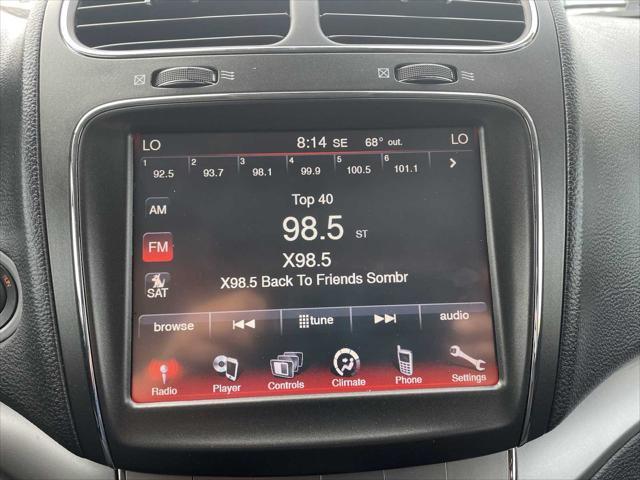 LO 8:14 SE 68° out. LO
1 2 3 4 5 6
92.5 93.7 98.1 99.9 100.5 101.1
Top 40
AM
98.5 ST
FM
X98.5
X98.5 Back To Friends Sombr
SAT
browse tune audio
Radio Player Controls Climate Phone Settings